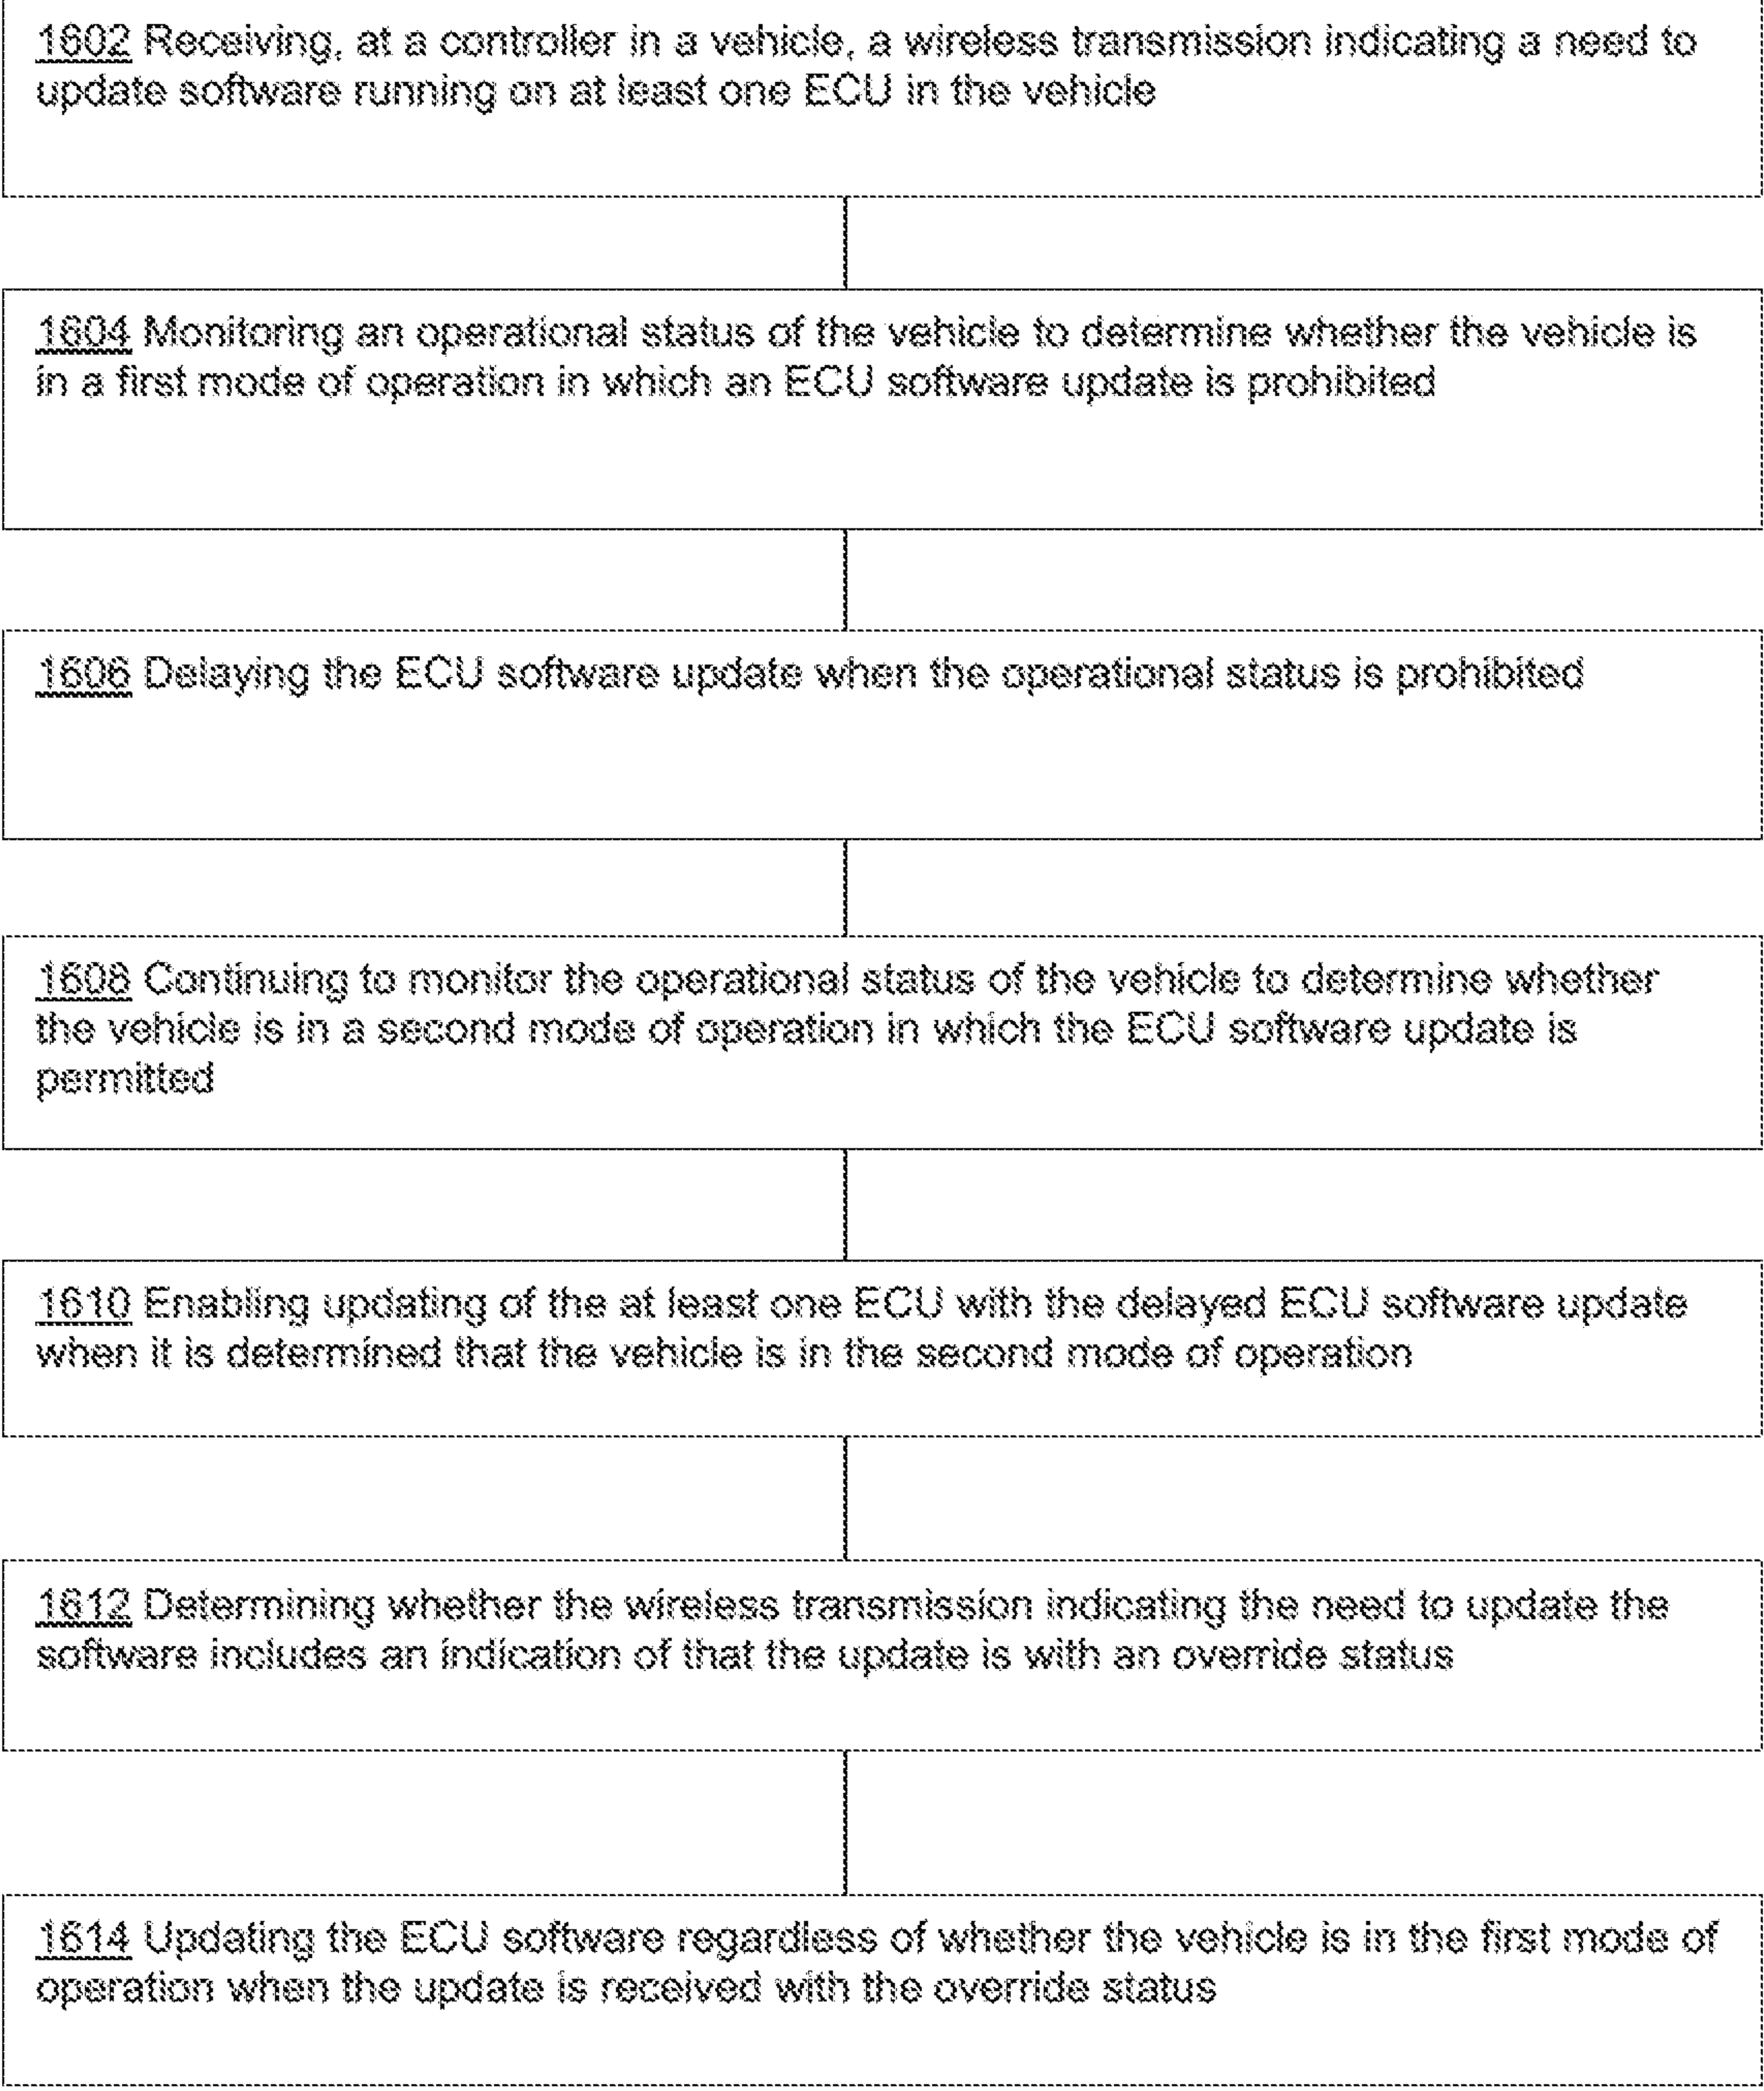 1602 Receiving, at a controller in a vehicle, a wireless transmission indicating a need to
update software running on at least one ECU in the vehicle
1604 Monitoring an operational status of the vehicle to determine whether the vehicle is
in a first mode of operation in which an ECU software update is prohibited
1606 Delaying the ECU software update when the operational status is prohibited
1608 Continuing to monitor the operational status of the vehicle to determine whether
the vehicle is in a second mode of operation in which the ECU software update is
permitted
1610 Enabling updating of the at least one ECU with the delayed ECU software update
when it is determined that the vehicle is in the second mode of operation
1612 Determining whether the wireless transmission indicating the need to update the
software includes an indication of that the update is with an override status
1614 Updating the ECU software regardless of whether the vehicle is in the first mode of
operation when the update is received with the override status